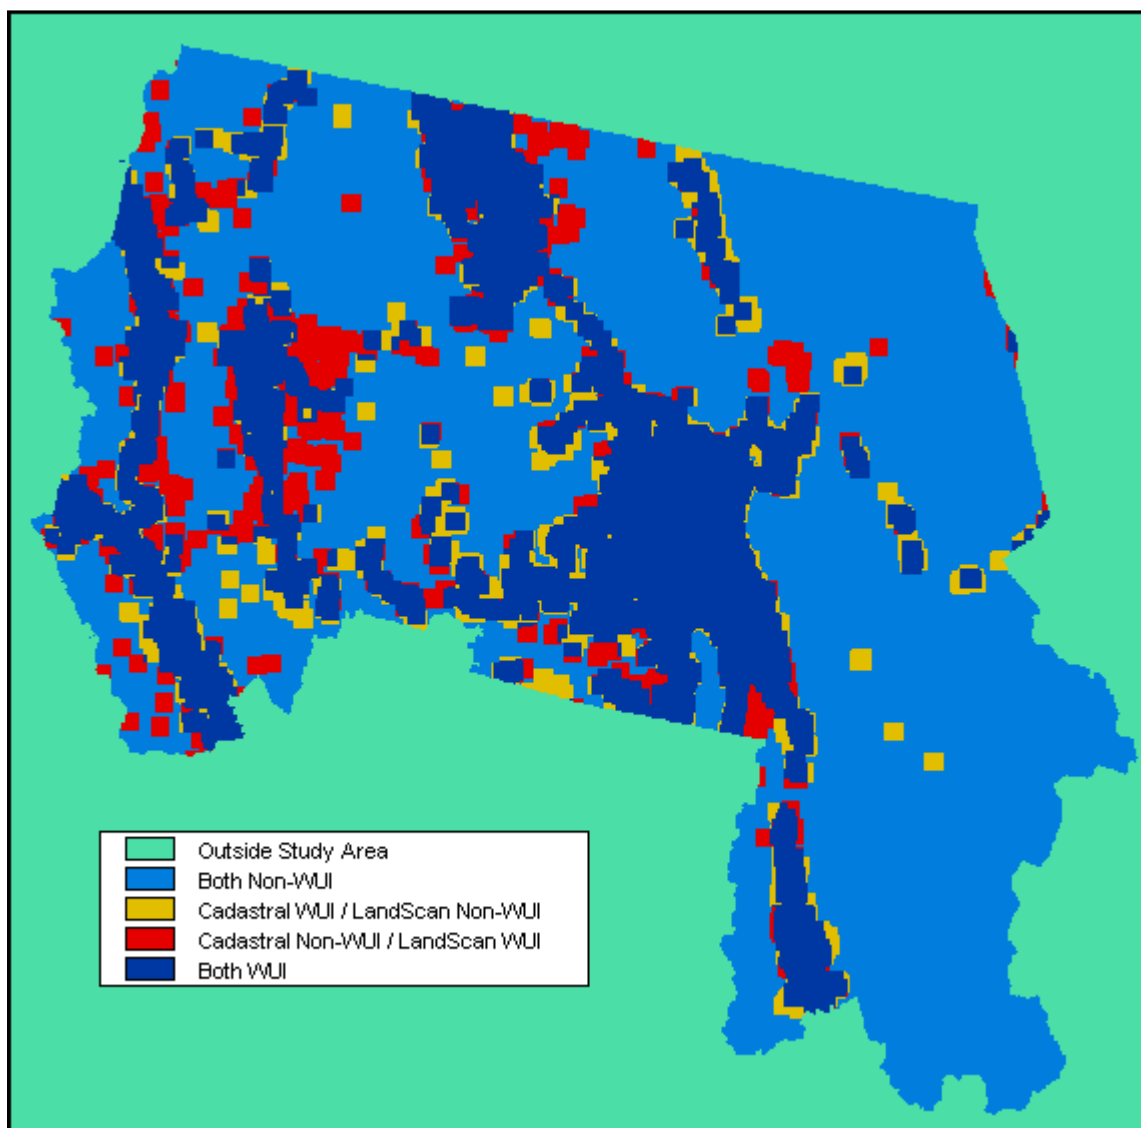 Outside Study Area
Both Non-WUI
Cadastral WUI / LandScan Non-WUI
Cadastral Non-WUI / LandScan WUI
Both WUI